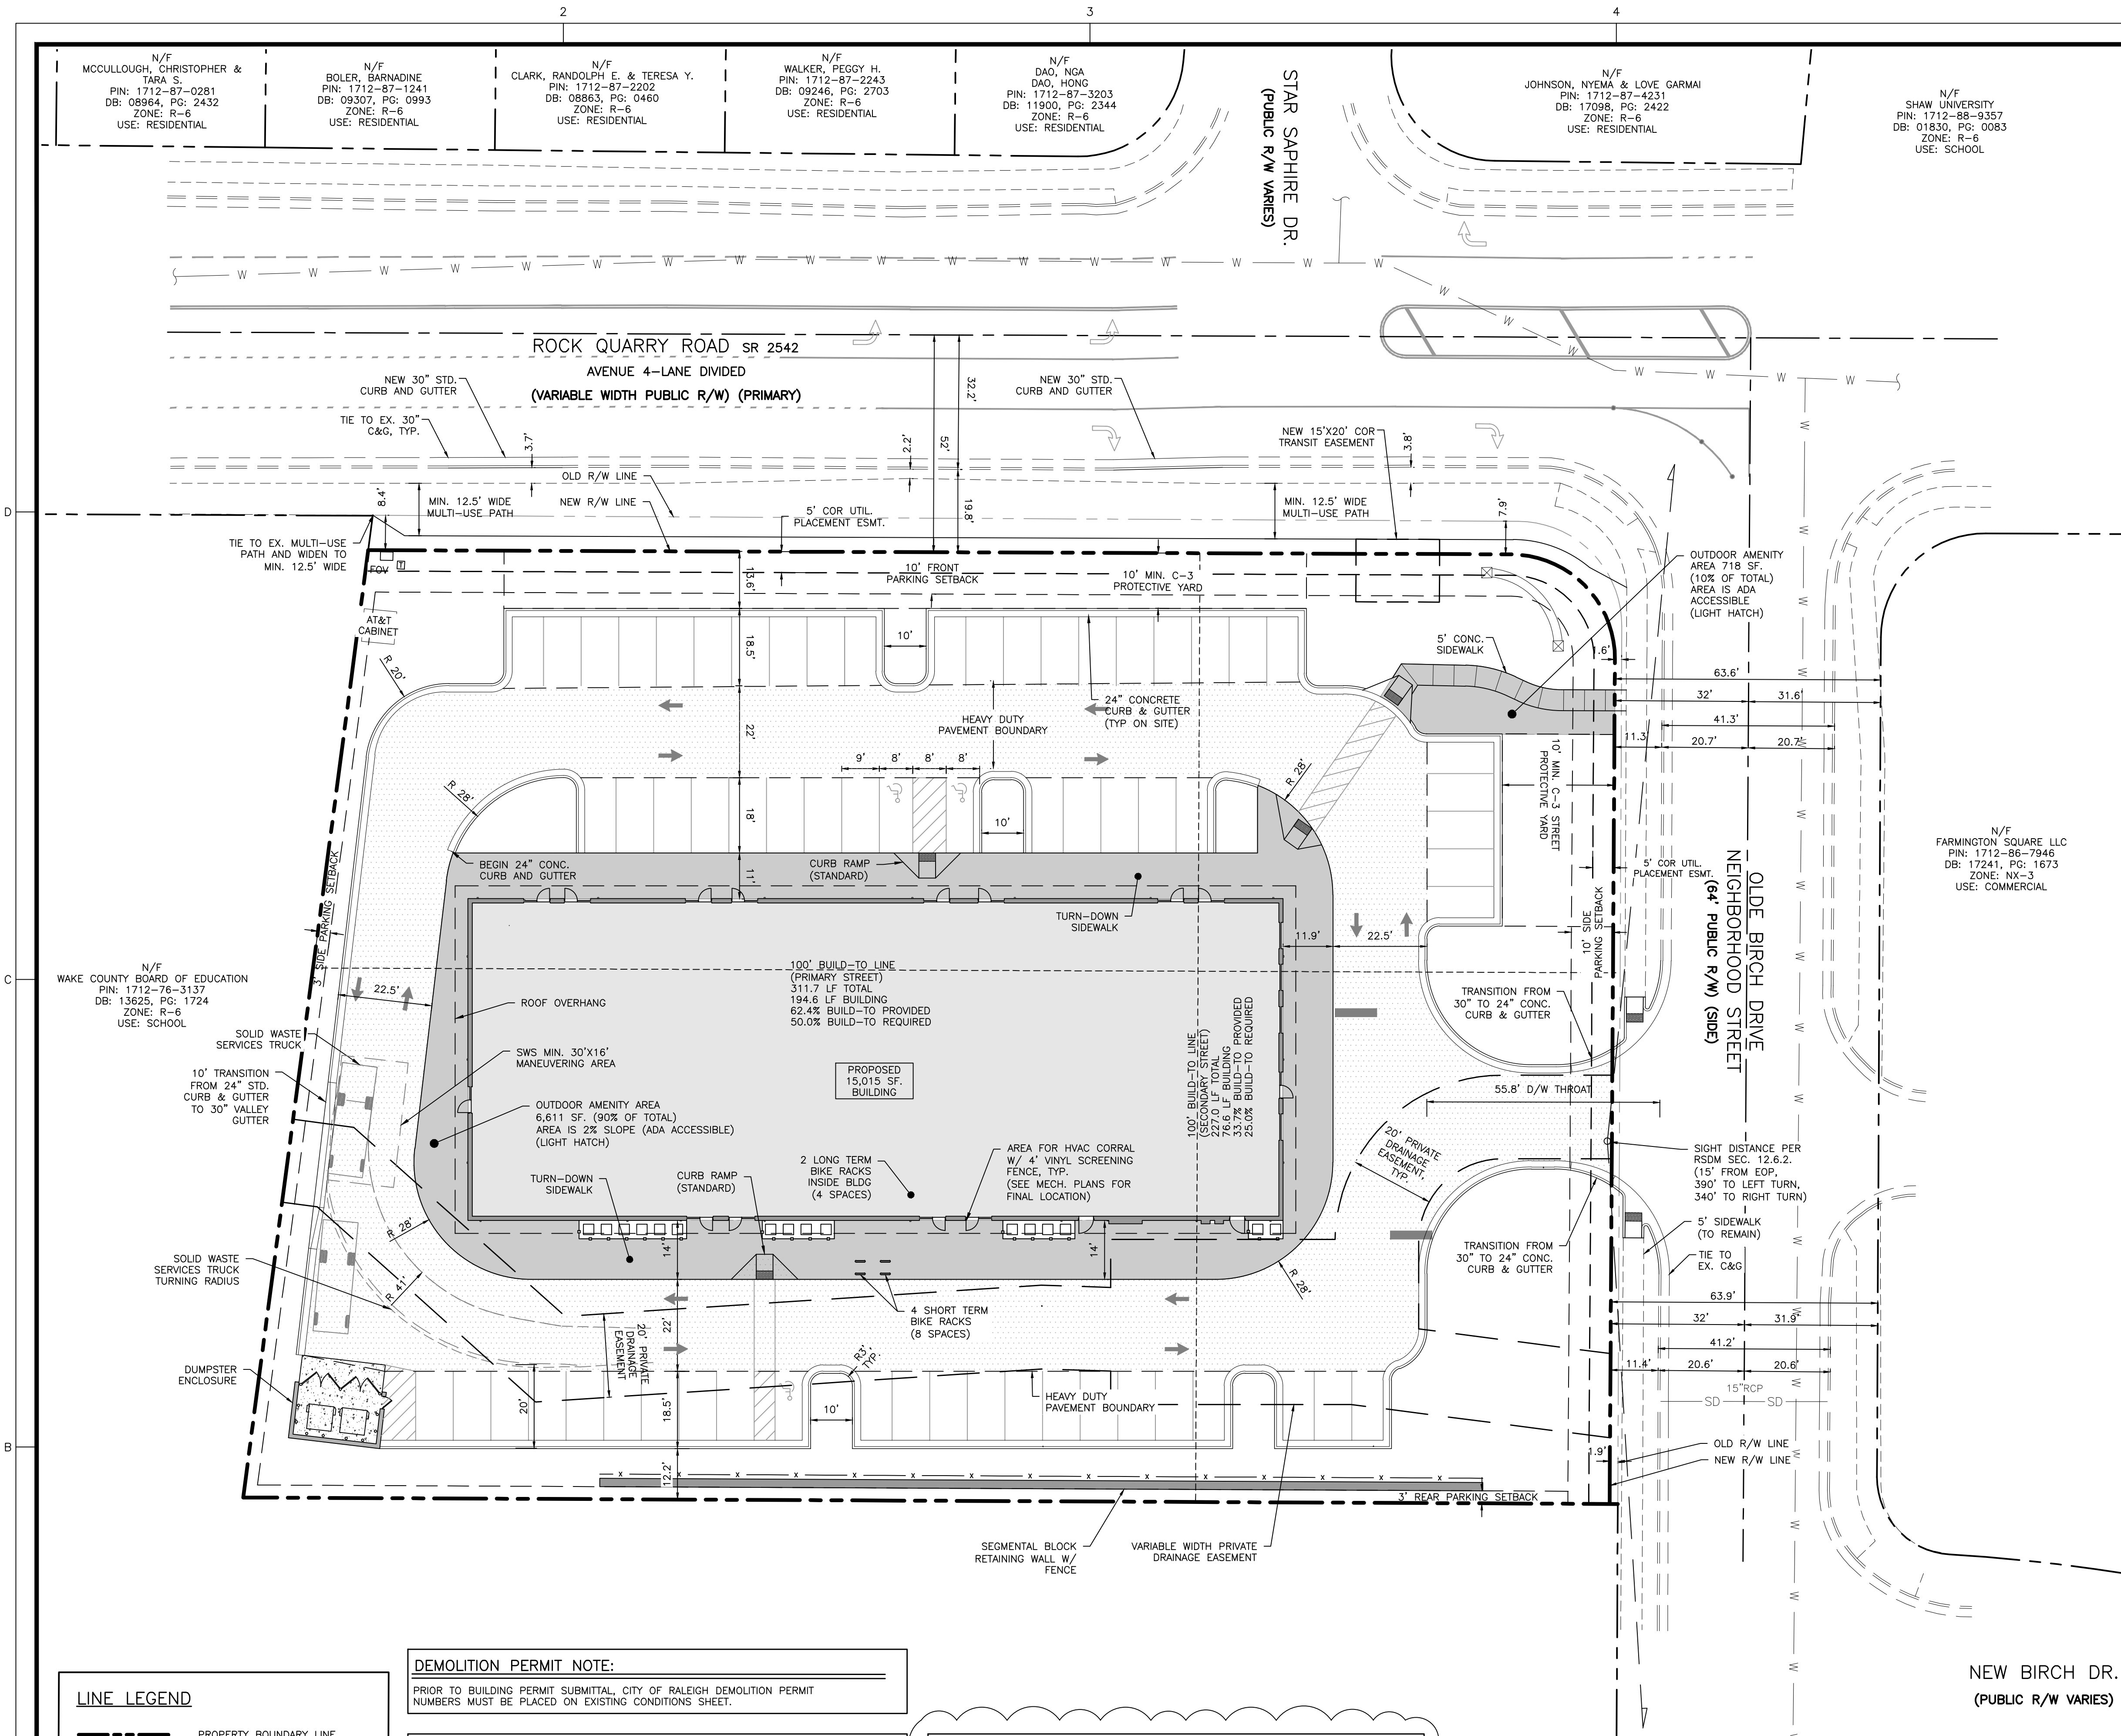 2
3
4
N/F
MCCULLOUGH, CHRISTOPHER &
TARA S.
PIN: 1712-87-0281
DB: 08964, PG: 2432
ZONE: R-6
USE: RESIDENTIAL
N/F
BOLER, BARNADINE
PIN: 1712-87-1241
DB: 09307, PG: 0993
ZONE: R-6
USE: RESIDENTIAL
N/F
CLARK, RANDOLPH E. & TERESA Y.
PIN: 1712-87-2202
DB: 08863, PG: 0460
ZONE: R-6
USE: RESIDENTIAL
N/F
WALKER, PEGGY H.
PIN: 1712-87-2243
DB: 09246, PG: 2703
ZONE: R-6
USE: RESIDENTIAL
N/F
DAO, NGA
DAO, HONG
PIN: 1712-87-3203
DB: 11900, PG: 2344
ZONE: R-6
USE: RESIDENTIAL
STAR SAPHIRE DR.
(PUBLIC R/W VARIES)
N/F
JOHNSON, NYEMA & LOVE GARMAI
PIN: 1712-87-4231
DB: 17098, PG: 2422
ZONE: R-6
USE: RESIDENTIAL
N/F
SHAW UNIVERSITY
PIN: 1712-88-9357
DB: 01830, PG: 0083
ZONE: R-6
USE: SCHOOL
W W W W W W W W W W W W W W W W W W
W
W
W
W W W W
ROCK QUARRY ROAD SR 2542
AVENUE 4-LANE DIVIDED
(VARIABLE WIDTH PUBLIC R/W) (PRIMARY)
NEW 30" STD.
CURB AND GUTTER
TIE TO EX. 30"
C&G, TYP.
3.7'
2.2'
52'
32.2'
19.8'
NEW 30" STD.
CURB AND GUTTER
NEW 15'X20' COR
TRANSIT EASEMENT
3.8'
7.9'
8.4'
OLD R/W LINE
NEW R/W LINE
MIN. 12.5' WIDE
MULTI-USE PATH
5' COR UTIL.
PLACEMENT ESMT.
MIN. 12.5' WIDE
MULTI-USE PATH
D
TIE TO EX. MULTI-USE
PATH AND WIDEN TO
MIN. 12.5' WIDE
FOV
T
AT&T
CABINET
13.6'
10' FRONT
PARKING SETBACK
10' MIN. C-3
PROTECTIVE YARD
OUTDOOR AMENITY
AREA 718 SF.
(10% OF TOTAL)
AREA IS ADA
ACCESSIBLE
(LIGHT HATCH)
R 20'
18.5'
10'
5' CONC.
SIDEWALK
1.6'
63.6'
32'
31.6'
41.3'
11.3'
20.7'
20.7'
24" CONCRETE
CURB & GUTTER
(TYP ON SITE)
HEAVY DUTY
PAVEMENT BOUNDARY
22'
9'
8'
8'
8'
R 28'
R 28'
18'
10'
10' MIN. C-3 STREET
PROTECTIVE YARD
BEGIN 24" CONC.
CURB AND GUTTER
CURB RAMP
(STANDARD)
11'
TURN-DOWN
SIDEWALK
5' COR UTIL.
PLACEMENT ESMT.
10' SIDE
PARKING SETBACK
OLDE BIRCH DRIVE
NEIGHBORHOOD STREET
(64' PUBLIC R/W) (SIDE)
N/F
FARMINGTON SQUARE LLC
PIN: 1712-86-7946
DB: 17241, PG: 1673
ZONE: NX-3
USE: COMMERCIAL
3' SIDE PARKING SETBACK
11.9'
22.5'
C
N/F
WAKE COUNTY BOARD OF EDUCATION
PIN: 1712-76-3137
DB: 13625, PG: 1724
ZONE: R-6
USE: SCHOOL
22.5'
ROOF OVERHANG
100' BUILD-TO LINE
(PRIMARY STREET)
311.7 LF TOTAL
194.6 LF BUILDING
62.4% BUILD-TO PROVIDED
50.0% BUILD-TO REQUIRED
TRANSITION FROM
30" TO 24" CONC.
CURB & GUTTER
SOLID WASTE
SERVICES TRUCK
SWS MIN. 30'X16'
MANEUVERING AREA
10' TRANSITION
FROM 24" STD.
CURB & GUTTER
TO 30" VALLEY
GUTTER
PROPOSED
15,015 SF.
BUILDING
100' BUILD-TO LINE
(SECONDARY STREET)
227.0 LF TOTAL
76.6 LF BUILDING
33.7% BUILD-TO PROVIDED
25.0% BUILD-TO REQUIRED
55.8' D/W THROAT
OUTDOOR AMENITY AREA
6,611 SF. (90% OF TOTAL)
AREA IS 2% SLOPE (ADA ACCESSIBLE)
(LIGHT HATCH)
20' PRIVATE
DRAINAGE
EASEMENT,
TYP.
SIGHT DISTANCE PER
RSDM SEC. 12.6.2.
(15' FROM EOP,
390' TO LEFT TURN,
340' TO RIGHT TURN)
TURN-DOWN
SIDEWALK
CURB RAMP
(STANDARD)
2 LONG TERM
BIKE RACKS
INSIDE BLDG
(4 SPACES)
AREA FOR HVAC CORRAL
W/ 4' VINYL SCREENING
FENCE, TYP.
(SEE MECH. PLANS FOR
FINAL LOCATION)
R 28'
5' SIDEWALK
(TO REMAIN)
SOLID WASTE
SERVICES TRUCK
TURNING RADIUS
R 41'
14'
14'
R 28'
TRANSITION FROM
30" TO 24" CONC.
CURB & GUTTER
TIE TO
EX. C&G
63.9'
32'
31.9'
41.2'
11.4'
20.6'
20.6'
4 SHORT TERM
BIKE RACKS
(8 SPACES)
22'
20' PRIVATE
DRAINAGE
EASEMENT
R3',
TYP.
DUMPSTER
ENCLOSURE
20'
18.5'
10'
HEAVY DUTY
PAVEMENT BOUNDARY
15"RCP
SD
SD
B
1.9'
OLD R/W LINE
NEW R/W LINE
12.2'
x x x x x x x x x x x x x x x
3' REAR PARKING SETBACK
SEGMENTAL BLOCK
RETAINING WALL W/
FENCE
VARIABLE WIDTH PRIVATE
DRAINAGE EASEMENT
NEW BIRCH DR.
(PUBLIC R/W VARIES)
LINE LEGEND
PROPERTY BOUNDARY LINE
DEMOLITION PERMIT NOTE:
PRIOR TO BUILDING PERMIT SUBMITTAL, CITY OF RALEIGH DEMOLITION PERMIT
NUMBERS MUST BE PLACED ON EXISTING CONDITIONS SHEET.